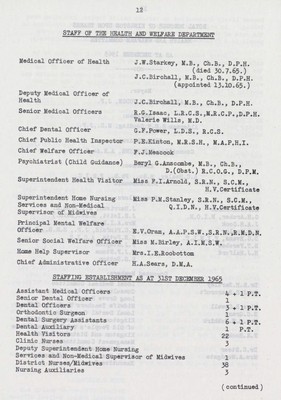 12
STAFF OF THE HEALTH AND WELFARE DEPARTMENT
Medical Officer of Health J.W.Starkey, M.B., Ch.B., D.P.H.
(died 30.7.65.)
J.C.Birchall, M.B., Ch.B., D.P.H.
(appointed 13.10.65.)
Deputy Medical Officer of
Health J.C.Birchall, M.B., Ch.B., D.P.H.
Senior Medical Officers R.G.Isaac, L.R.C.S.,M.R.C.P.,D.P.H.
Valerie Wills, M.D.
Chief Dental Officer G.F.Power, L.D.S., R.C.S.
Chief Public Health Inspector P.E.Kinton, M.R.S.H., M.A.P.H.I.
Chief Welfare Officer F.J.Meacock
Psychiatrist (Child Guidance) Beryl G.Anscombe, M.B., Ch.B.,
D.(Obst.) R.C.O.G., D.P.M.
Superintendent Health Visitor Miss F.I.Arnold, S.R.N., S.C.M.,
H.V.Certificate
Superintendent Home Nursing Miss P.M.Stanley, S.R.N., S.C.M.,
Services and Non-Medical Q.I.D.N., H.V.Certificate
Supervisor of Midwives
Principal Mental Welfare
Officer E.V.Oram, A.A.P.S.W.,S.R.N.,R.M.D.N.
Senior Social Welfare Officer Miss M.Birley, A.I.M.S.W.
Home Help Supervisor Mrs.I.E.Roobottom
Chief Administrative Officer H.A.Sears, D.M.A.
STAFFING ESTABLISHMENT AS AT 31ST DECEMBER 1965
Assistant Medical Officers 4 + 1 P.T.
Senior Dental Officer 1
Dental Officers 3 + 1 P.T.
Orthodontic Surgeon 1
Dental Surgery Assistants 6 + 1 P.T.
Dental Auxiliary 1 P.T.
Health Visitors 22
Clinic Nurses 3
Deputy Superintendent Home Nursing
Services and Non-Medical Supervisor of Midwives 1
District Nurses/Midwives 38
Nursing Auxiliaries 3
(continued)